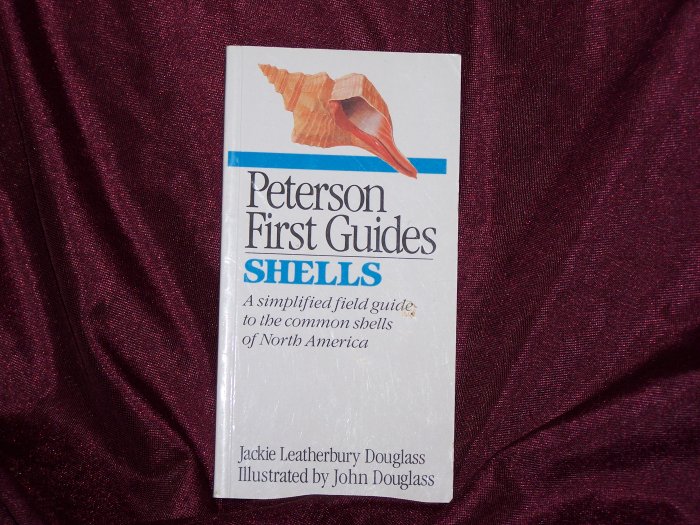 Peterson
First Guides
SHELLS
A simplified field guide
to the common shells
of North America
Jackie Leatherbury Douglass
Illustrated by John Douglass